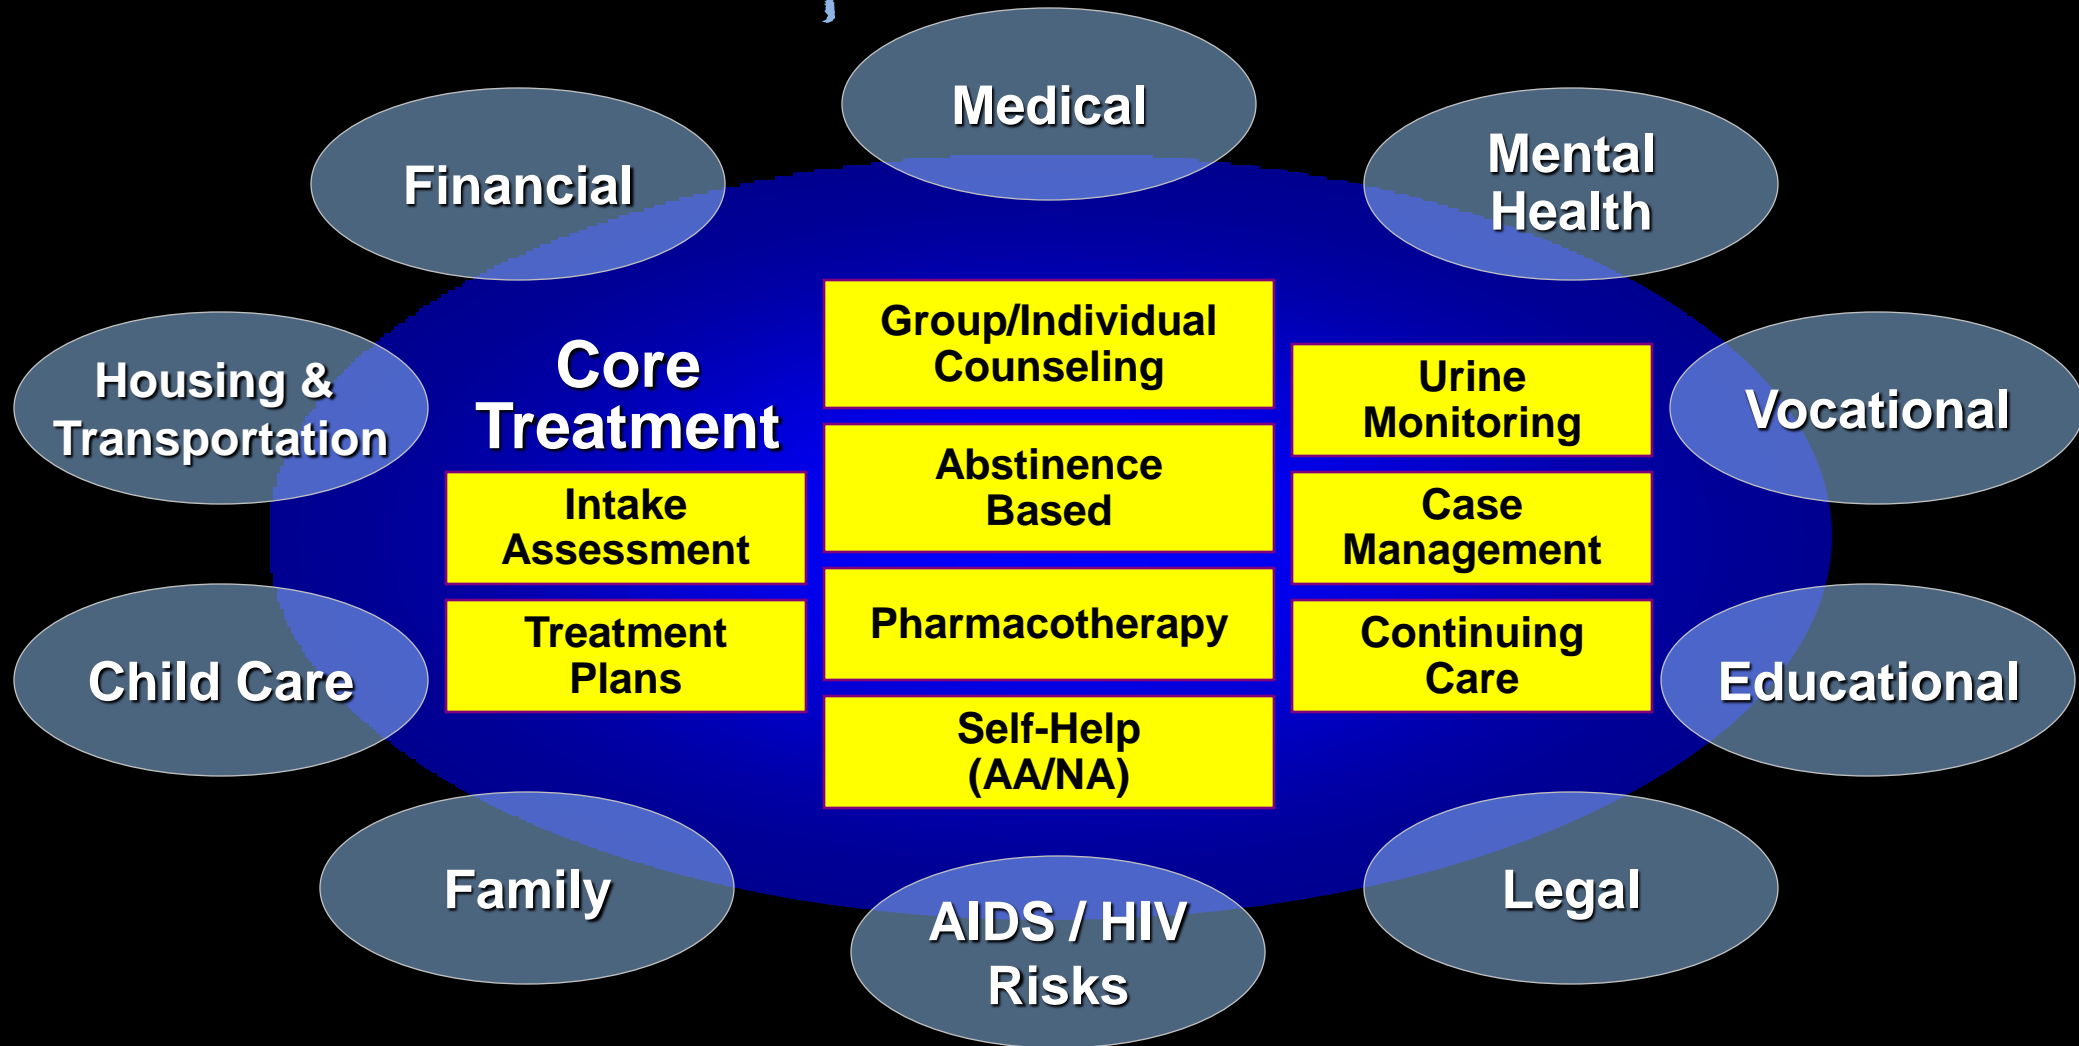 Medical
Financial
Mental
Health
Housing &
Transportation
Core
Treatment
Group/Individual
Counseling
Urine
Monitoring
Vocational
Abstinence
Based
Intake
Assessment
Case
Management
Pharmacotherapy
Treatment
Plans
Continuing
Care
Child Care
Educational
Self-Help
(AA/NA)
Family
AIDS / HIV
Risks
Legal